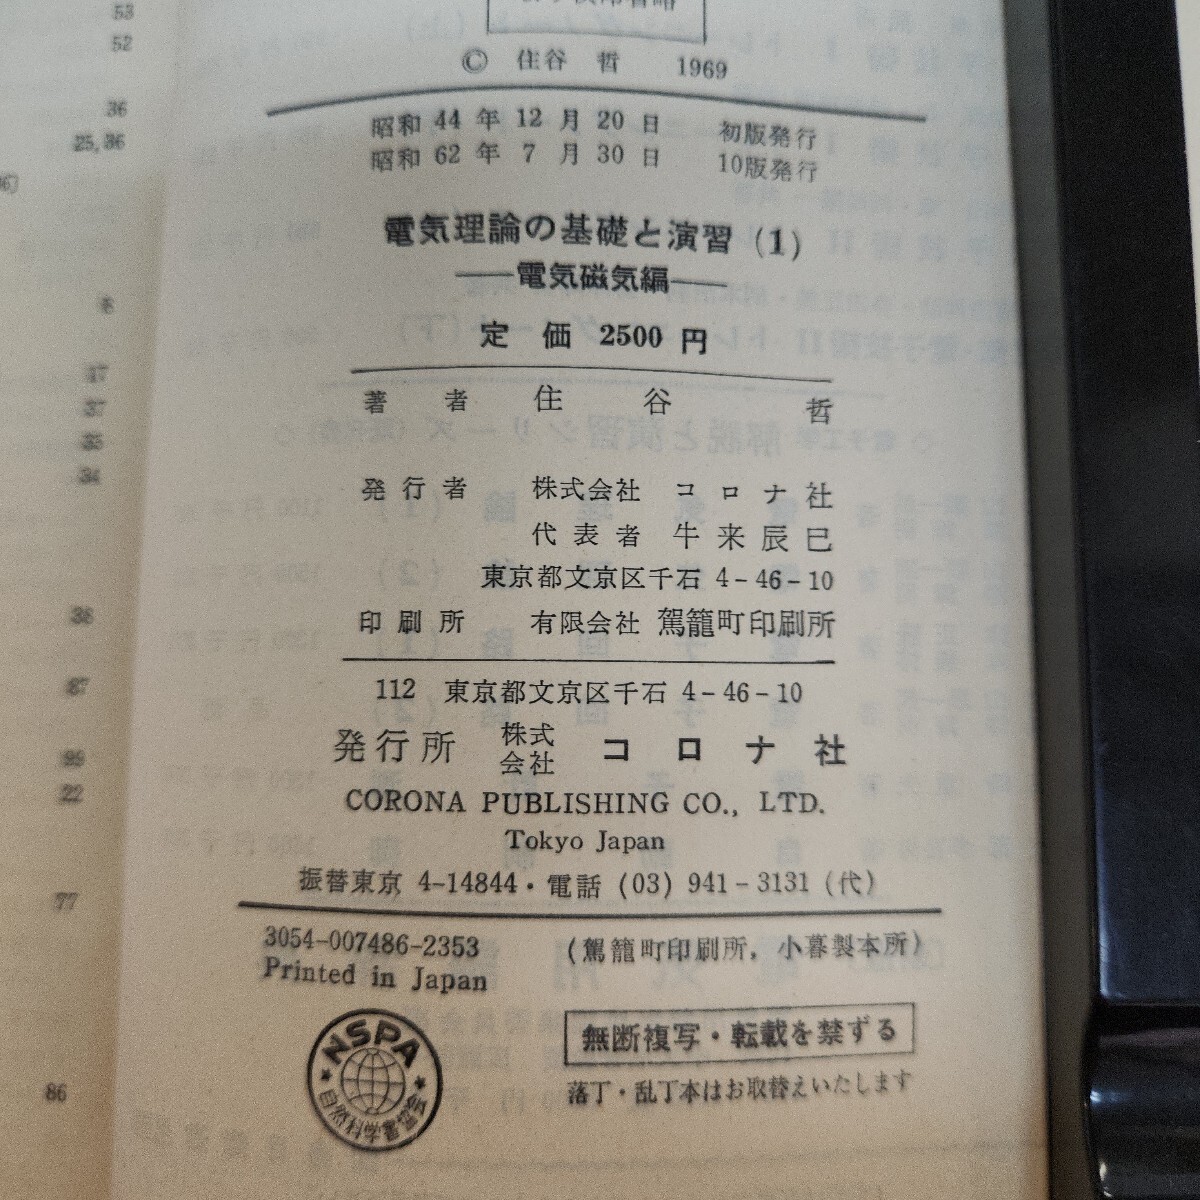 53
52
36
25, 36
6
47
37
35
34
38
87
95
22
77
86
© 住谷 哲 1969
昭和 44 年 12 月 20 日 初版発行
昭和 62 年 7 月 30 日 10版発行
電気理論の基礎と演習 (1)
——電気磁気編——
定 価 2500 円
著 者 住 谷 哲
発 行 者 株式会社 コ ロ ナ 社
代 表 者 牛 来 辰 巳
東京都文京区千石 4-46-10
印 刷 所 有限会社 駕籠町印刷所
112 東京都文京区千石 4-46-10
発行所 株式会社 コ ロ ナ 社
CORONA PUBLISHING CO., LTD.
Tokyo Japan
振替東京 4-14844・電話 (03) 941-3131 (代)
3054-007486-2353 (駕籠町印刷所, 小暮製本所)
Printed in Japan
NSPA
自然科学書協会
無断複写・転載を禁ずる
落丁・乱丁本はお取替えいたします